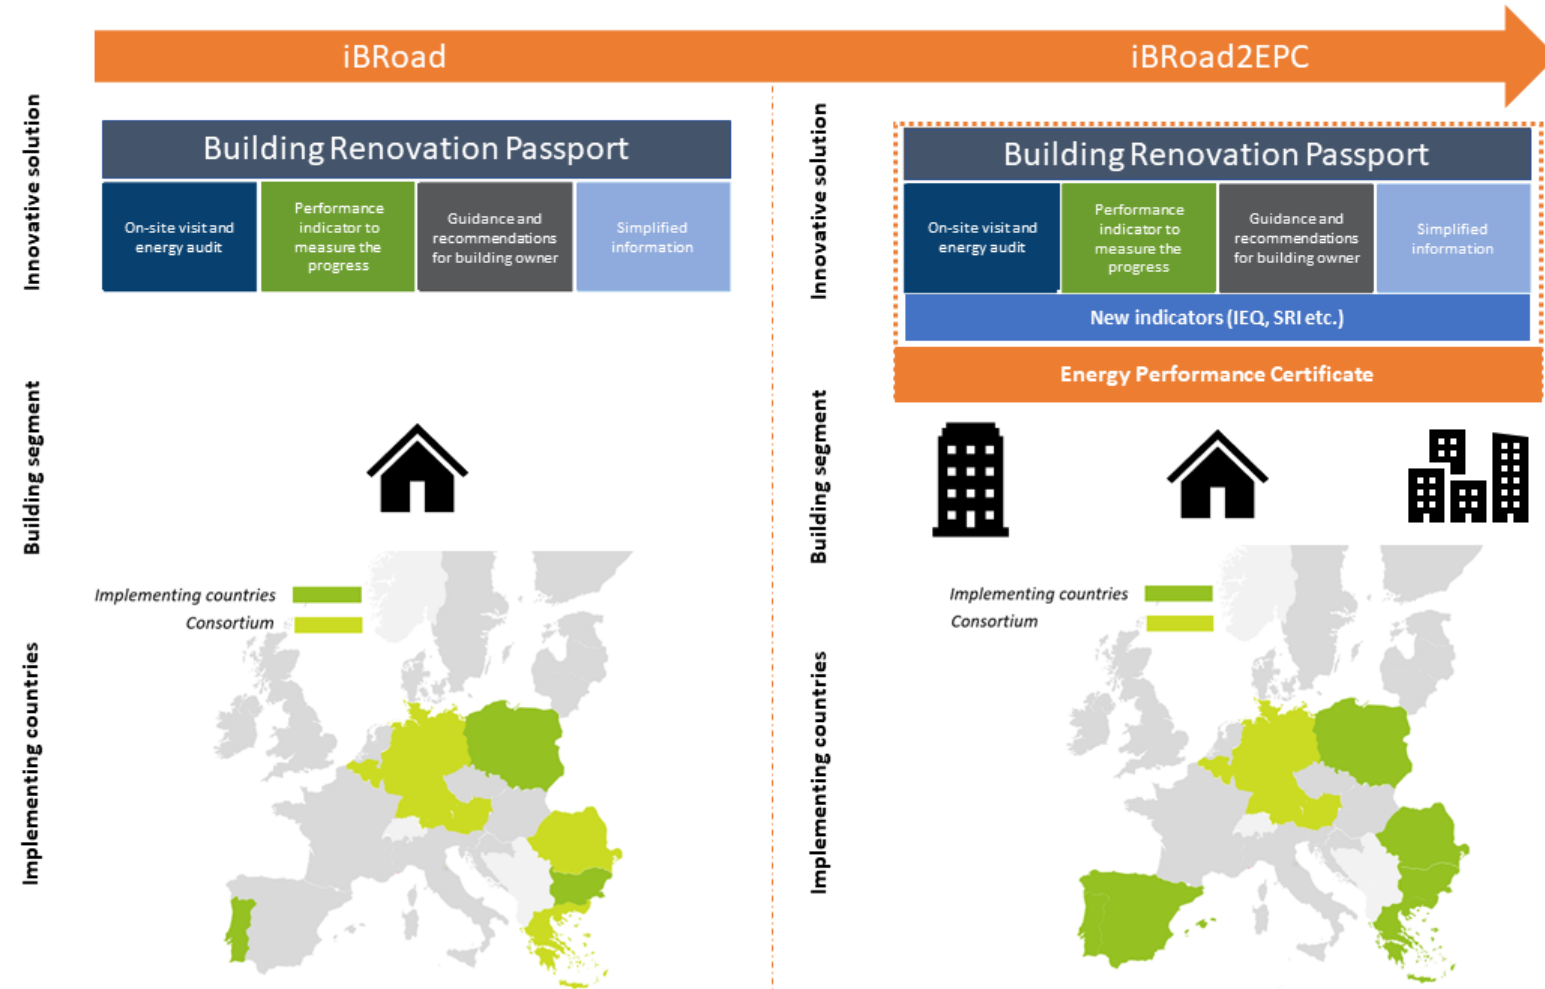 iBRoad
iBRoad2EPC
Innovative solution
Building Renovation Passport
On-site visit and
energy audit
Performance
indicator to
measure the
progress
Guidance and
recommendations
for building owner
Simplified
information
Building segment
Implementing countries
Consortium
Implementing countries
Innovative solution
Building Renovation Passport
On-site visit and
energy audit
Performance
indicator to
measure the
progress
Guidance and
recommendations
for building owner
Simplified
information
New indicators (IEQ, SRI etc.)
Energy Performance Certificate
Building segment
Implementing countries
Consortium
Implementing countries